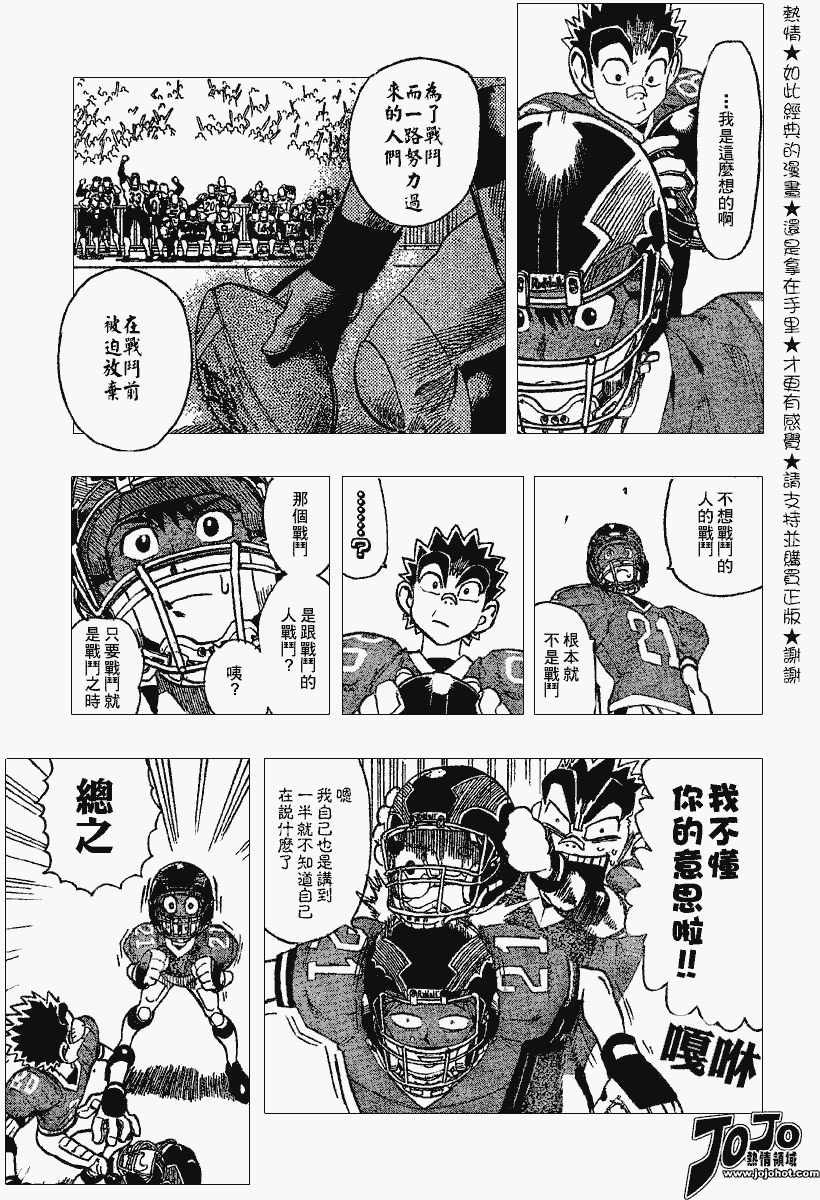 熱情★如此經典的漫畫★還是拿在手里★才更有感覺★請支持並購買正版★謝謝
…我是這麼想的啊
RidWeR
為了戰鬥
而一路努力過
來的人們
在戰鬥前
被迫放棄
不想戰鬥的
人的戰鬥
根本就
不是戰鬥
21
……?
那個戰鬥
是跟戰鬥的
人戰鬥?
咦?
只要戰鬥就
是戰鬥之時
我不懂
你的意思啦!!
嘎咻
嗯
我自己也是講到
一半就不知道自己
在說什麼了
21
21
總之
21
80
JOJO
熱情領域
www.jojohot.com